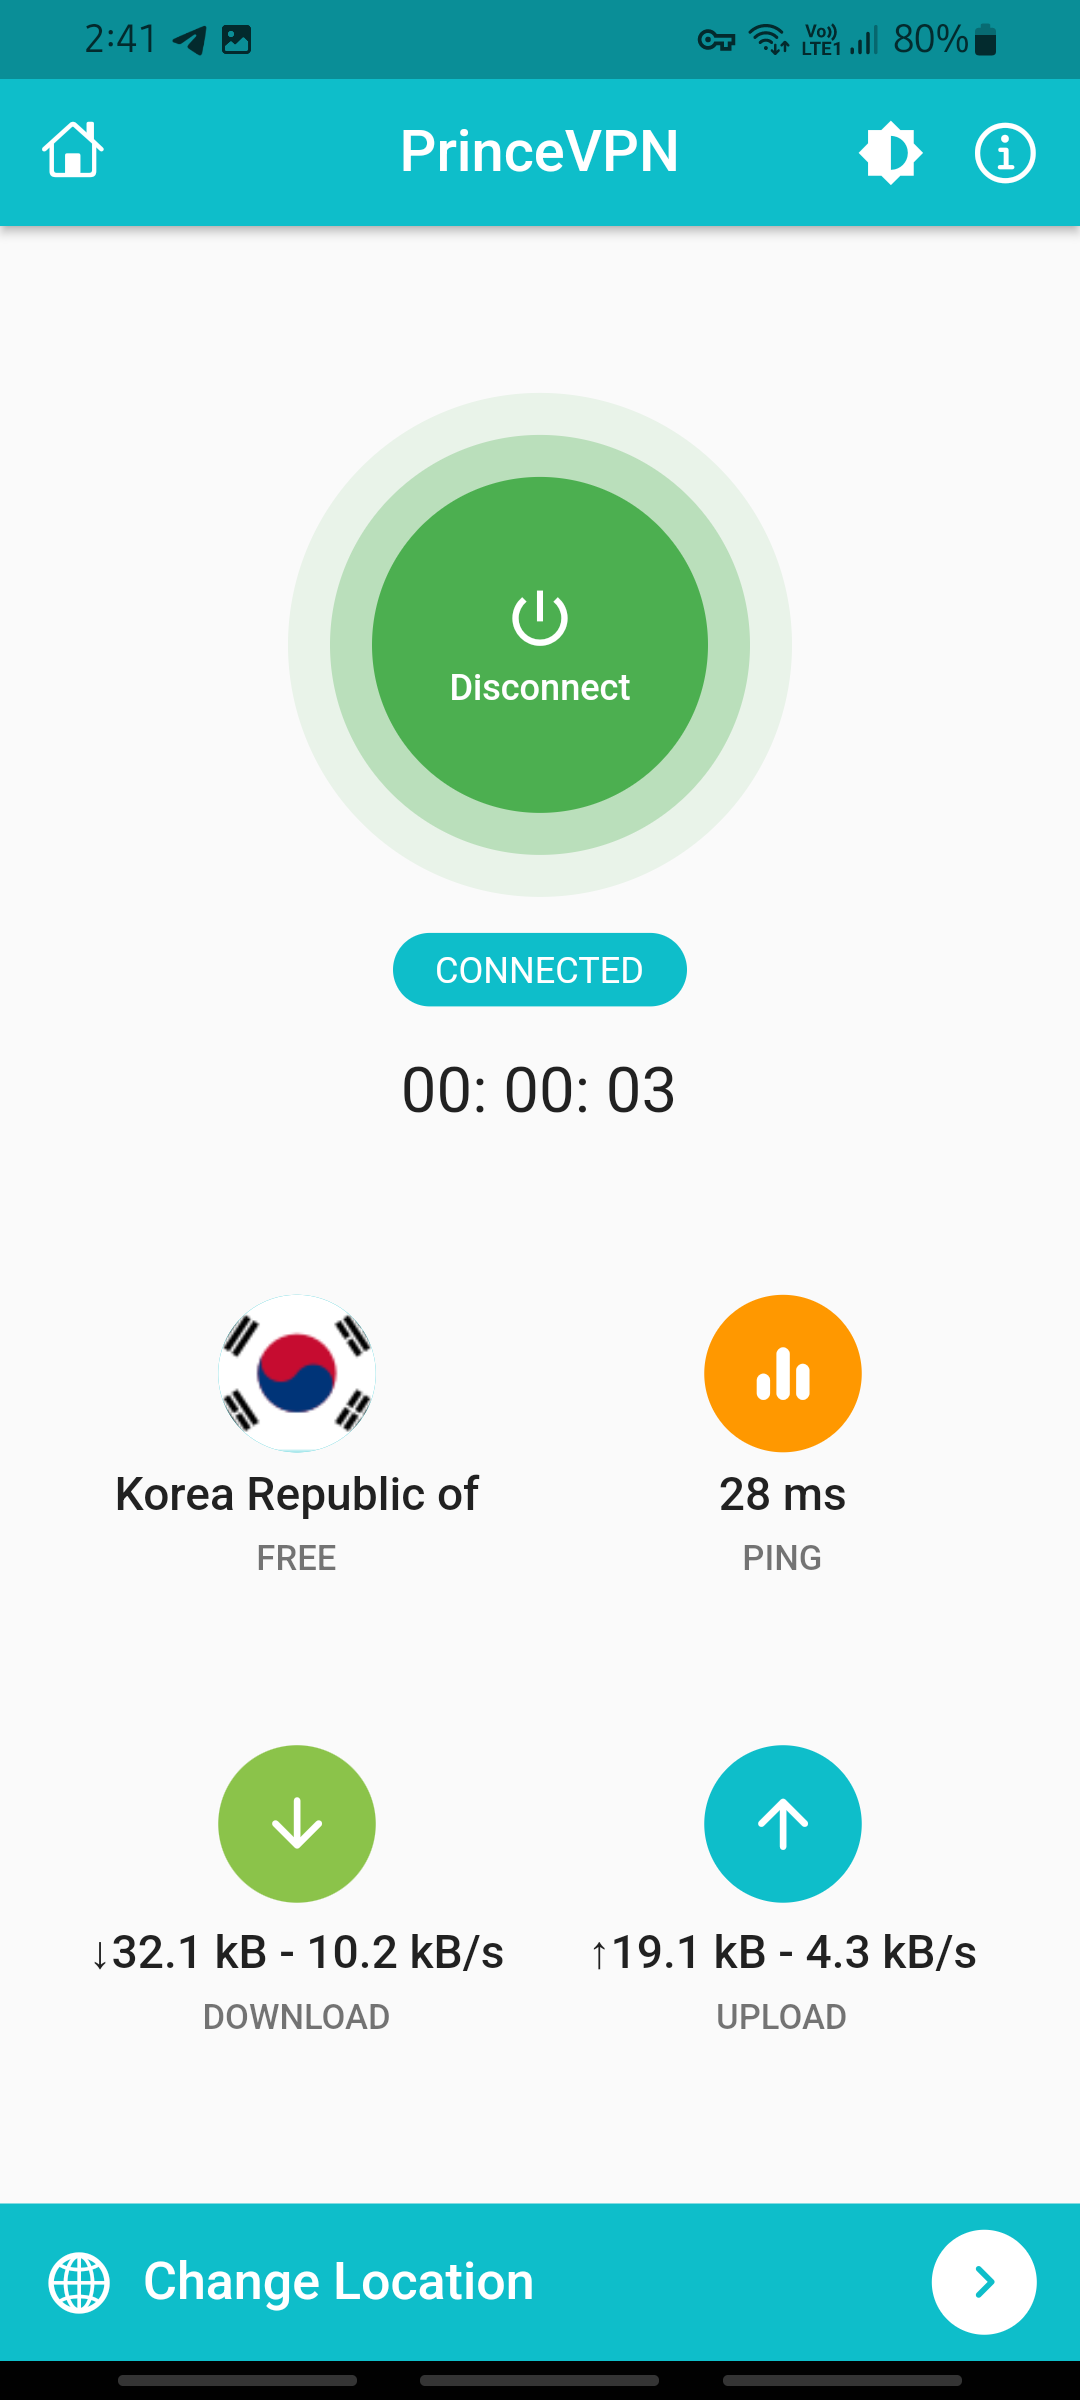 2:41
Vo)) LTE1 80%
PrinceVPN
Disconnect
CONNECTED
00: 00: 03
Korea Republic of
FREE
28 ms
PING
↓32.1 kB - 10.2 kB/s
DOWNLOAD
↑19.1 kB - 4.3 kB/s
UPLOAD
Change Location